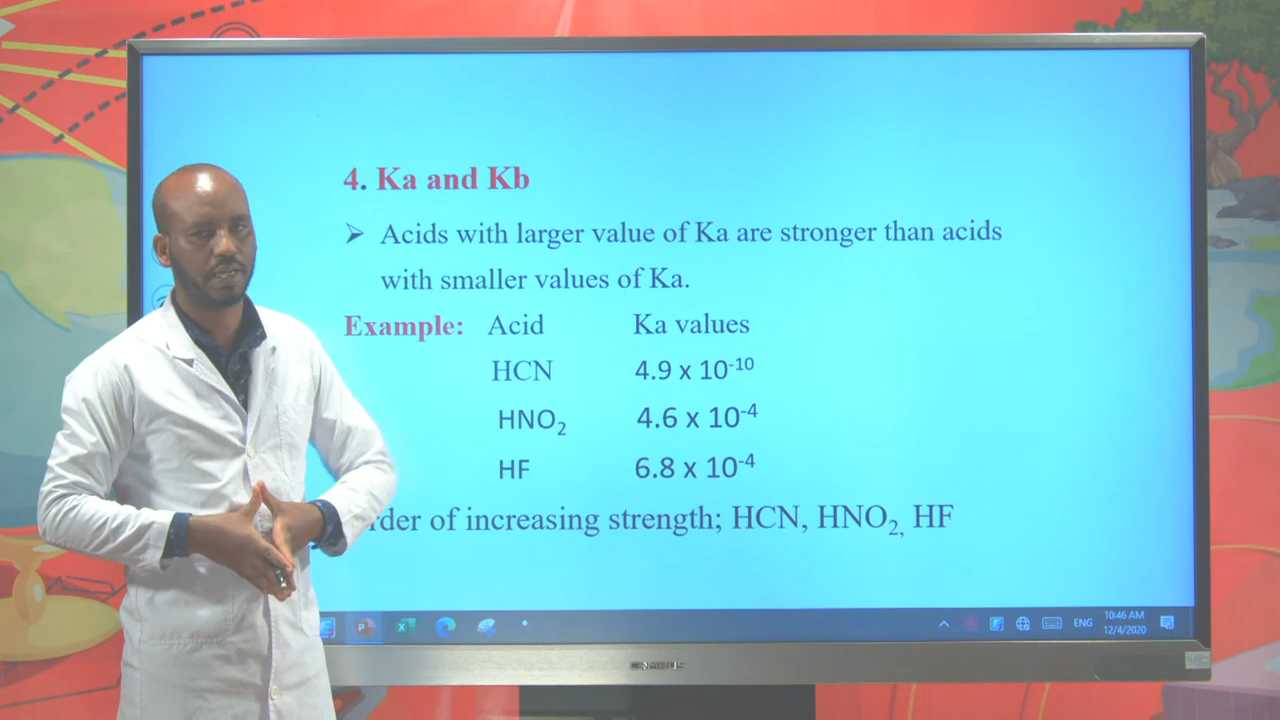 4. Ka and Kb
➢ Acids with larger value of Ka are stronger than acids
with smaller values of Ka.
Example: Acid Ka values
HCN 4.9 x 10⁻¹⁰
HNO₂ 4.6 x 10⁻⁴
HF 6.8 x 10⁻⁴
rder of increasing strength; HCN, HNO₂, HF
ENG
10:46 AM
12/4/2020